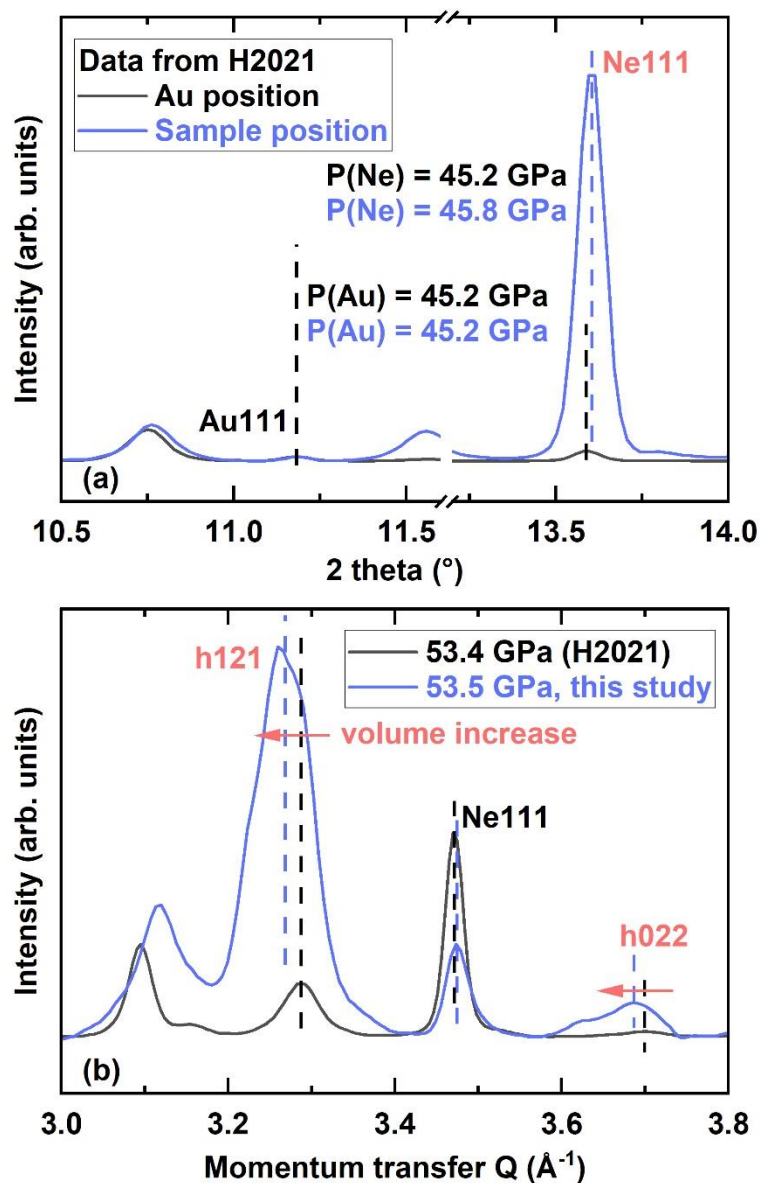 Data from H2021
Au position
Sample position
Ne111
P(Ne) = 45.2 GPa
P(Ne) = 45.8 GPa
P(Au) = 45.2 GPa
P(Au) = 45.2 GPa
Au111
(a)
Intensity (arb. units)
10.5 11.0 11.5 13.5 14.0
2 theta (°)
h121
53.4 GPa (H2021)
53.5 GPa, this study
volume increase
Ne111
h022
(b)
Intensity (arb. units)
3.0 3.2 3.4 3.6 3.8
Momentum transfer Q (Å⁻¹)